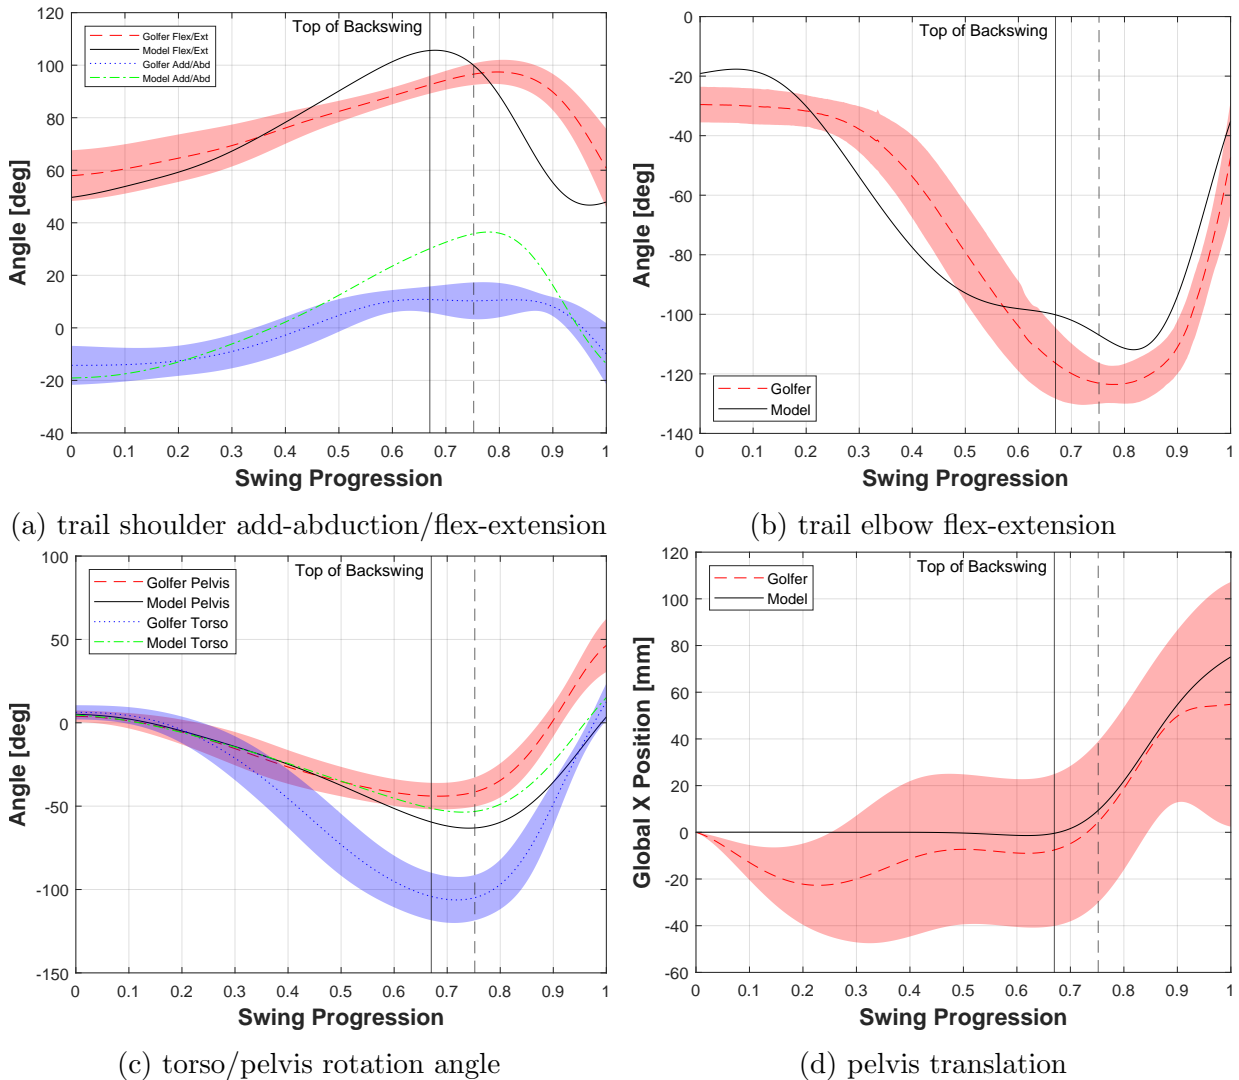 Top of Backswing
Golfer Flex/Ext
Model Flex/Ext
Golfer Add/Abd
Model Add/Abd
120
100
80
60
40
20
0
-20
-40
Angle [deg]
0 0.1 0.2 0.3 0.4 0.5 0.6 0.7 0.8 0.9 1
Swing Progression
(a) trail shoulder add-abduction/flex-extension
Top of Backswing
0
-20
-40
-60
-80
-100
-120
-140
Angle [deg]
Golfer
Model
0 0.1 0.2 0.3 0.4 0.5 0.6 0.7 0.8 0.9 1
Swing Progression
(b) trail elbow flex-extension
Top of Backswing
Golfer Pelvis
Model Pelvis
Golfer Torso
Model Torso
100
50
0
-50
-100
-150
Angle [deg]
0 0.1 0.2 0.3 0.4 0.5 0.6 0.7 0.8 0.9 1
Swing Progression
(c) torso/pelvis rotation angle
Top of Backswing
Golfer
Model
120
100
80
60
40
20
0
-20
-40
-60
Global X Position [mm]
0 0.1 0.2 0.3 0.4 0.5 0.6 0.7 0.8 0.9 1
Swing Progression
(d) pelvis translation